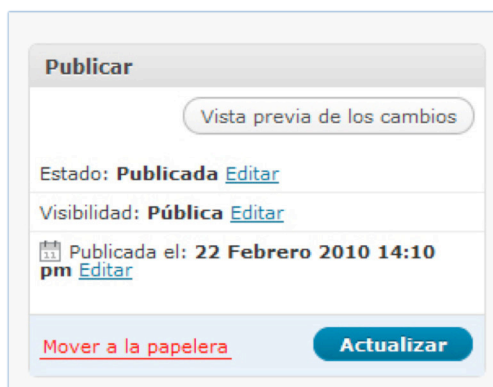 Publicar
Vista previa de los cambios
Estado: Publicada Editar
Visibilidad: Pública Editar
11 Publicada el: 22 Febrero 2010 14:10
pm Editar
Mover a la papelera
Actualizar